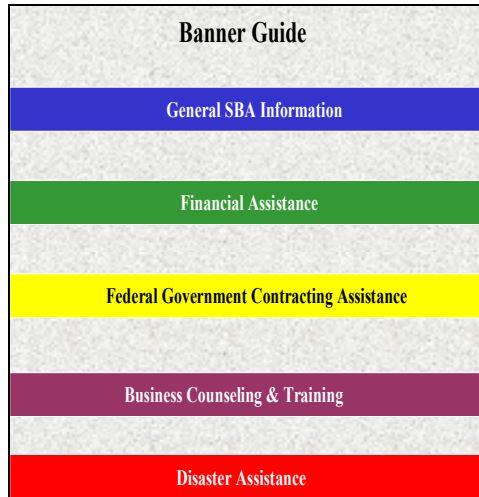 Banner Guide
General SBA Information
Financial Assistance
Federal Government Contracting Assistance
Business Counseling & Training
Disaster Assistance